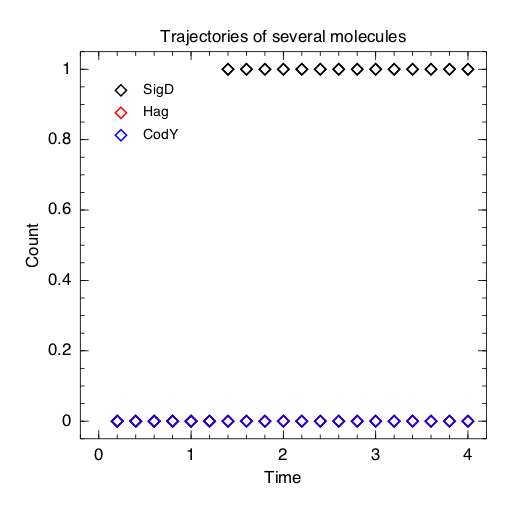 Trajectories of several molecules
1
SigD
Hag
CodY
0.8
0.6
Count
0.4
0.2
0
0 1 2 3 4
Time